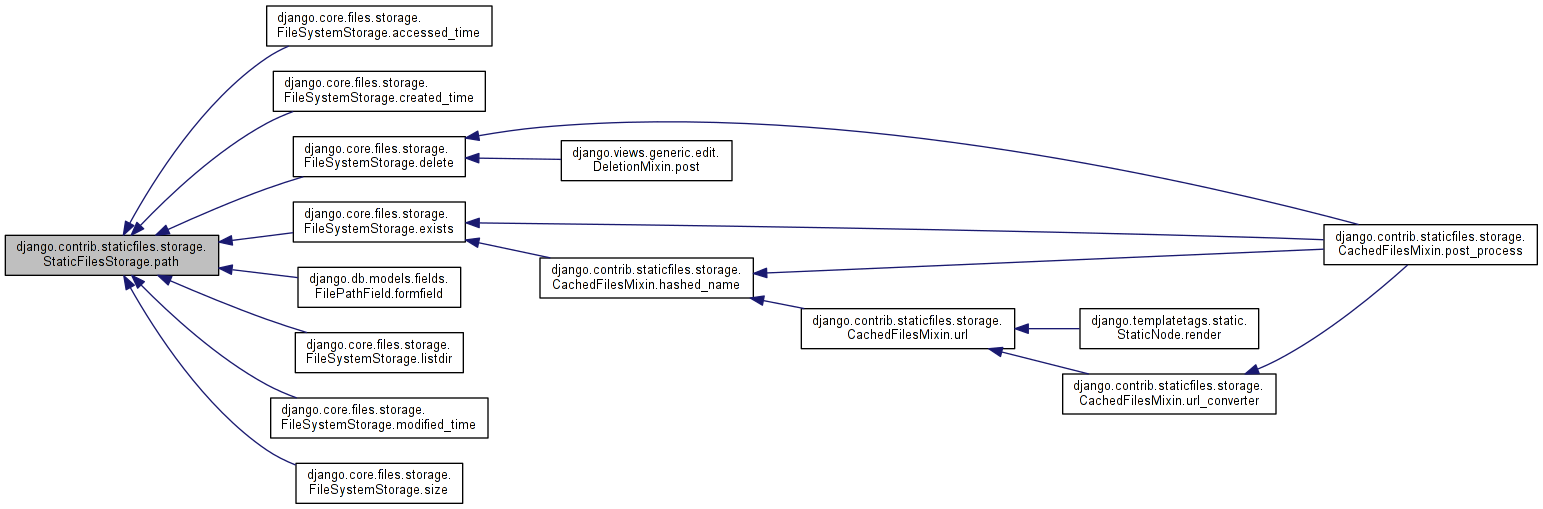 django.core.files.storage.
FileSystemStorage.accessed_time
django.core.files.storage.
FileSystemStorage.created_time
django.core.files.storage.
FileSystemStorage.delete
django.views.generic.edit.
DeletionMixin.post
django.core.files.storage.
FileSystemStorage.exists
django.contrib.staticfiles.storage.
CachedFilesMixin.post_process
django.contrib.staticfiles.storage.
StaticFilesStorage.path
django.contrib.staticfiles.storage.
CachedFilesMixin.hashed_name
django.db.models.fields.
FilePathField.formfield
django.contrib.staticfiles.storage.
CachedFilesMixin.url
django.templatetags.static.
StaticNode.render
django.core.files.storage.
FileSystemStorage.listdir
django.contrib.staticfiles.storage.
CachedFilesMixin.url_converter
django.core.files.storage.
FileSystemStorage.modified_time
django.core.files.storage.
FileSystemStorage.size